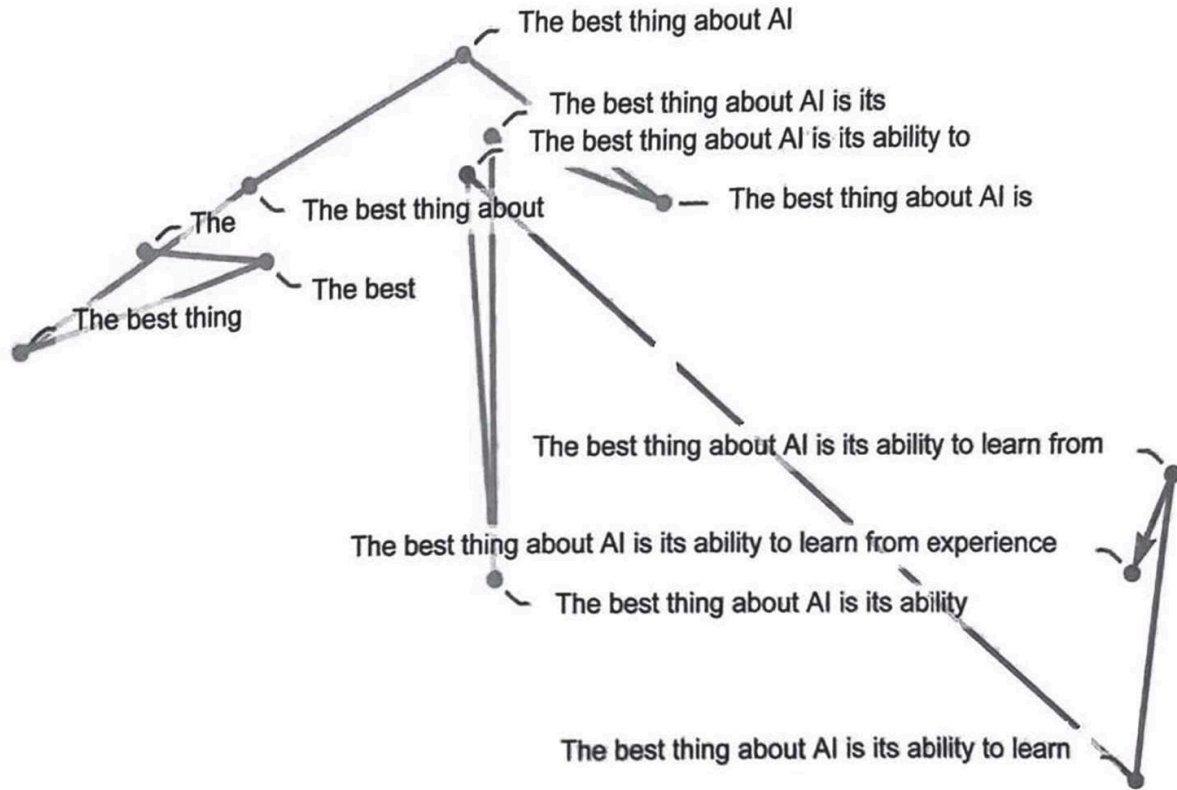 The best thing about AI
The best thing about AI is its
The best thing about AI is its ability to
The best thing about AI is
The best thing about
The
The best
The best thing
The best thing about AI is its ability to learn from
The best thing about AI is its ability to learn from experience
The best thing about AI is its ability
The best thing about AI is its ability to learn